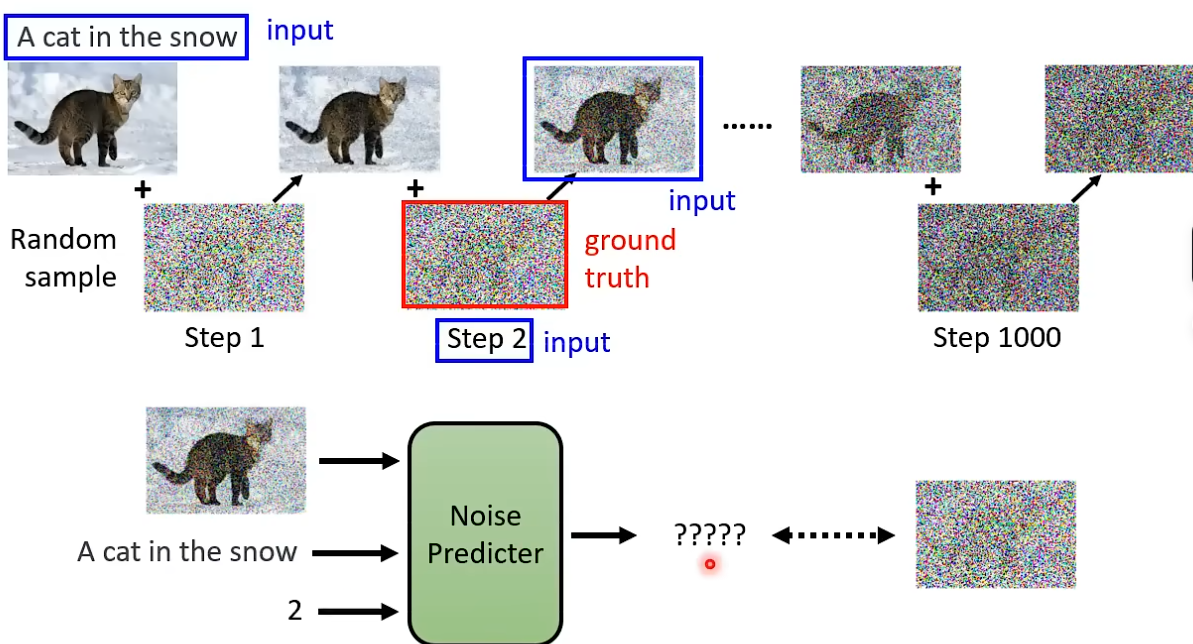 A cat in the snow
input
+
+
......
+
input
Random
sample
ground
truth
Step 1
Step 2
input
Step 1000
Noise
Predicter
A cat in the snow
2
?????